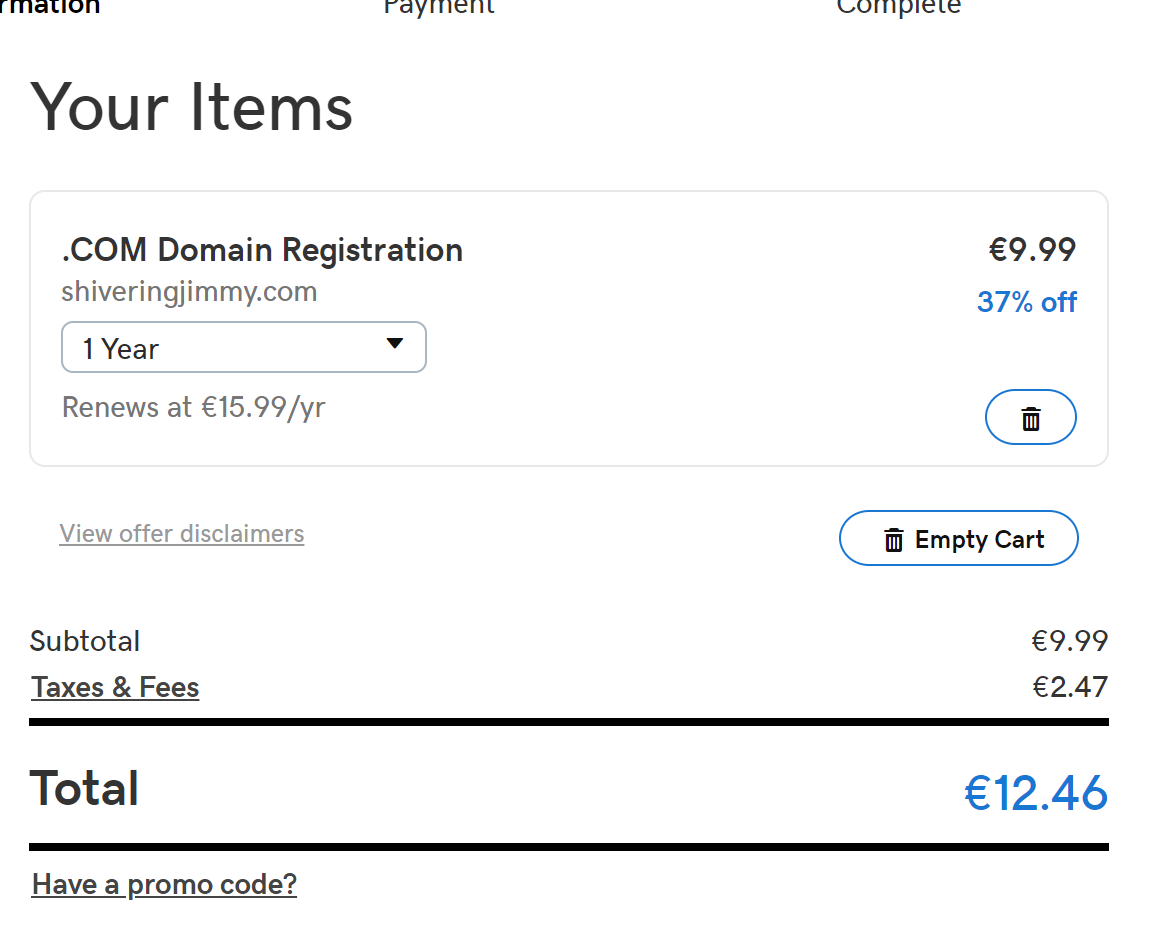 rmation Payment Complete
Your Items
.COM Domain Registration €9.99
shiveringjimmy.com 37% off
1 Year
Renews at €15.99/yr
View offer disclaimers Empty Cart
Subtotal €9.99
Taxes & Fees €2.47
Total €12.46
Have a promo code?